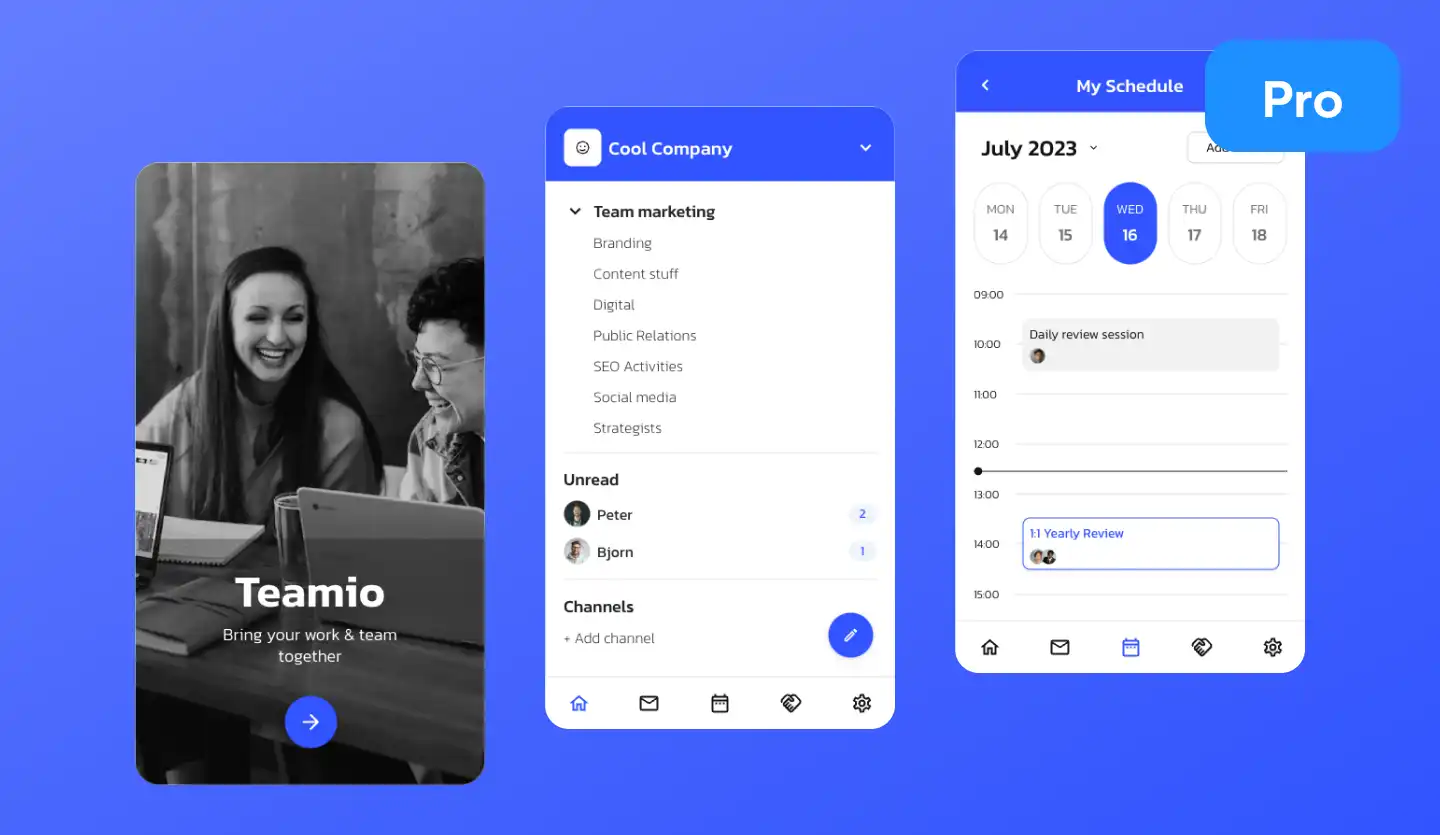 Teamio
Bring your work & team
together
Cool Company
Team marketing
Branding
Content stuff
Digital
Public Relations
SEO Activities
Social media
Strategists
Unread
Peter
2
Bjorn
1
Channels
+ Add channel
My Schedule
Pro
July 2023
MON
14
TUE
15
WED
16
THU
17
FRI
18
09:00
Daily review session
10:00
11:00
12:00
13:00
1:1 Yearly Review
14:00
15:00